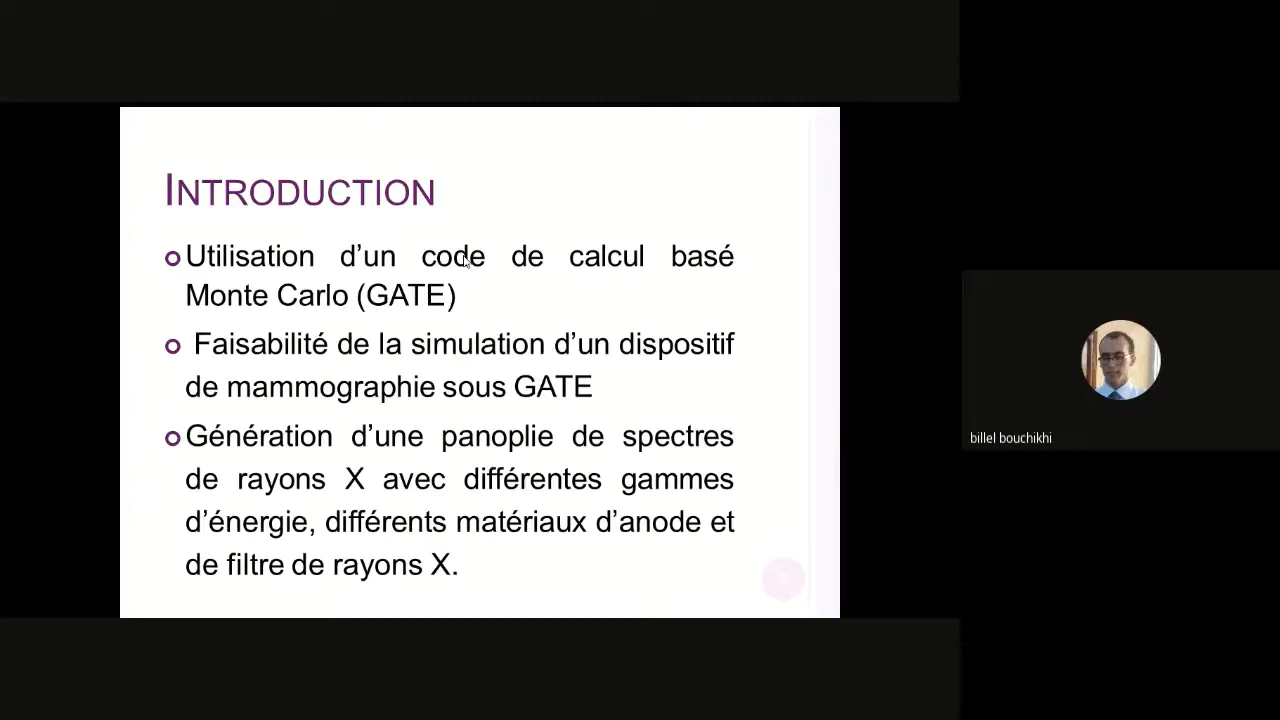 INTRODUCTION
Utilisation d’un code de calcul basé
Monte Carlo (GATE)
Faisabilité de la simulation d’un dispositif
de mammographie sous GATE
Génération d’une panoplie de spectres
de rayons X avec différentes gammes
d’énergie, différents matériaux d’anode et
de filtre de rayons X.
billel bouchikhi